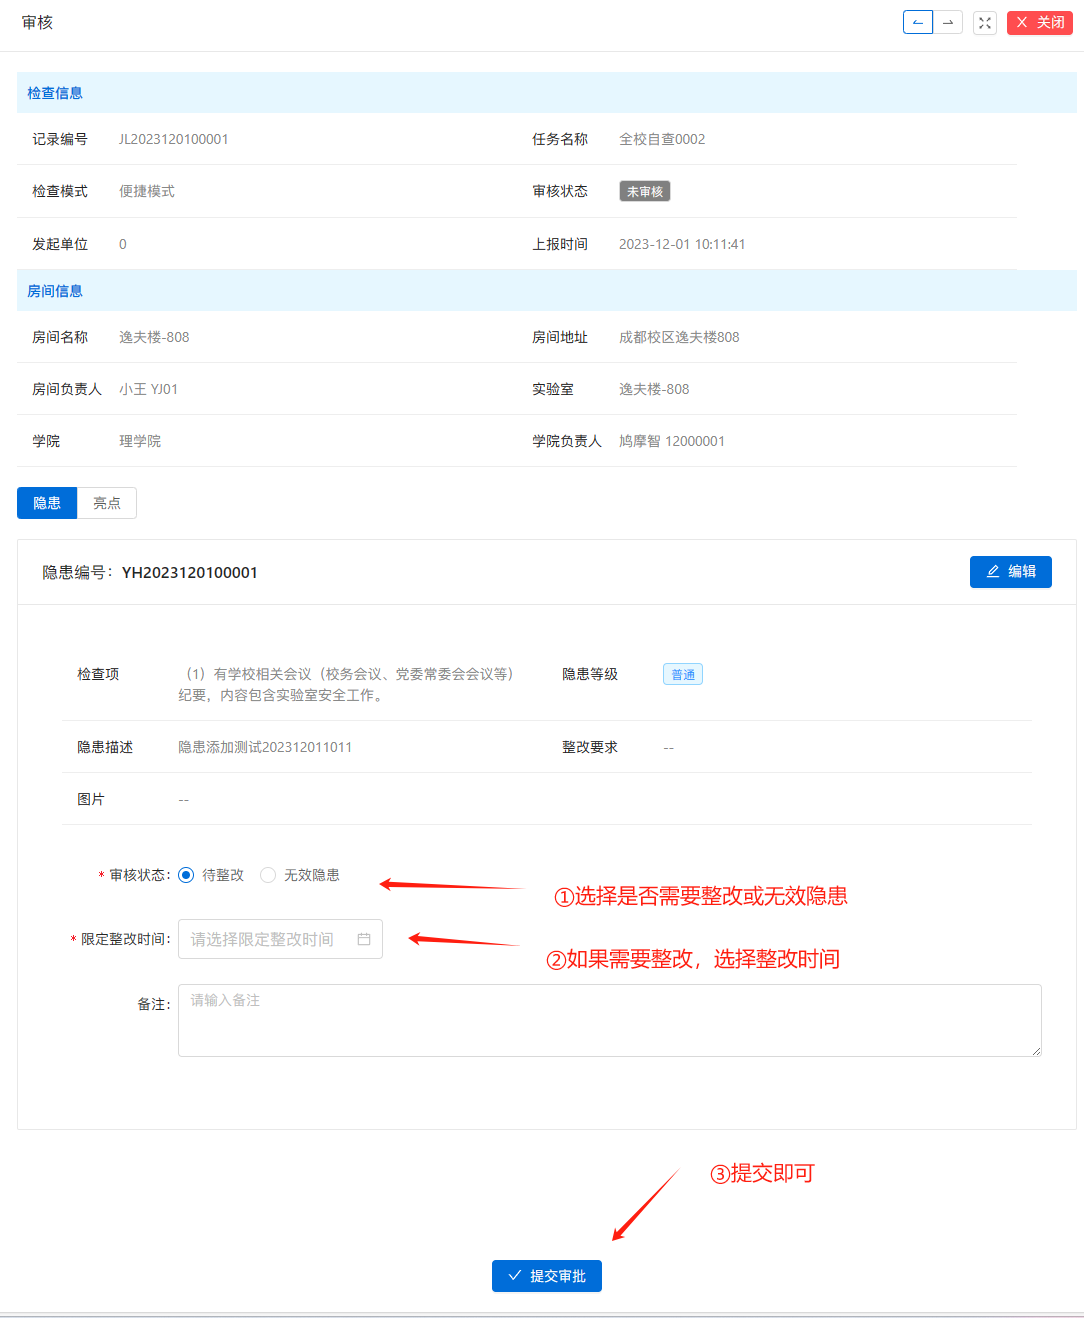 审核
关闭
检查信息
记录编号 JL2023120100001 任务名称 全校自查0002
检查模式 便捷模式 审核状态 未审核
发起单位 0 上报时间 2023-12-01 10:11:41
房间信息
房间名称 逸夫楼-808 房间地址 成都校区逸夫楼808
房间负责人 小王 YJ01 实验室 逸夫楼-808
学院 理学院 学院负责人 鸠摩智 12000001
隐患 亮点
隐患编号：YH2023120100001 编辑
检查项 （1）有学校相关会议（校务会议、党委常委会会议等） 隐患等级 普通
纪要，内容包含实验室安全工作。
隐患描述 隐患添加测试202312011011 整改要求 --
图片 --
* 审核状态： 待整改 无效隐患
①选择是否需要整改或无效隐患
* 限定整改时间： 请选择限定整改时间
②如果需要整改，选择整改时间
备注： 请输入备注
③提交即可
提交审批